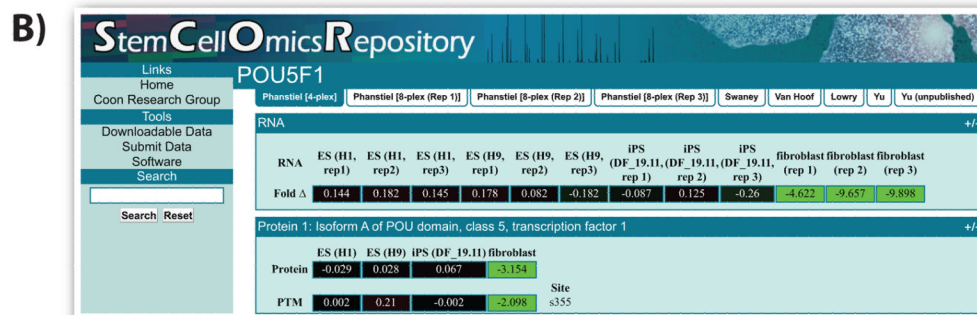 B)
StemCellOmicsRepository
Links
Home
Coon Research Group
Tools
Downloadable Data
Submit Data
Software
Search
Search Reset
POU5F1
Phanstiel [4-plex] Phanstiel [8-plex (Rep 1)] Phanstiel [8-plex (Rep 2)] Phanstiel [8-plex (Rep 3)] Swaney Van Hoof Lowry Yu Yu (unpublished)
RNA +/-
RNA ES (H1, rep1) ES (H1, rep2) ES (H1, rep3) ES (H9, rep1) ES (H9, rep2) ES (H9, rep3) iPS (DF_19.11, rep 1) iPS (DF_19.11, rep 2) iPS (DF_19.11, rep 3) fibroblast (rep 1) fibroblast (rep 2) fibroblast (rep 3)
Fold Δ 0.144 0.182 0.145 0.178 0.082 -0.182 -0.087 0.125 -0.26 -4.622 -9.657 -9.898
Protein 1: Isoform A of POU domain, class 5, transcription factor 1 +/-
ES (H1) ES (H9) iPS (DF_19.11) fibroblast
Protein -0.029 0.028 0.067 -3.154
Site
PTM 0.002 0.21 -0.002 -2.098 s355